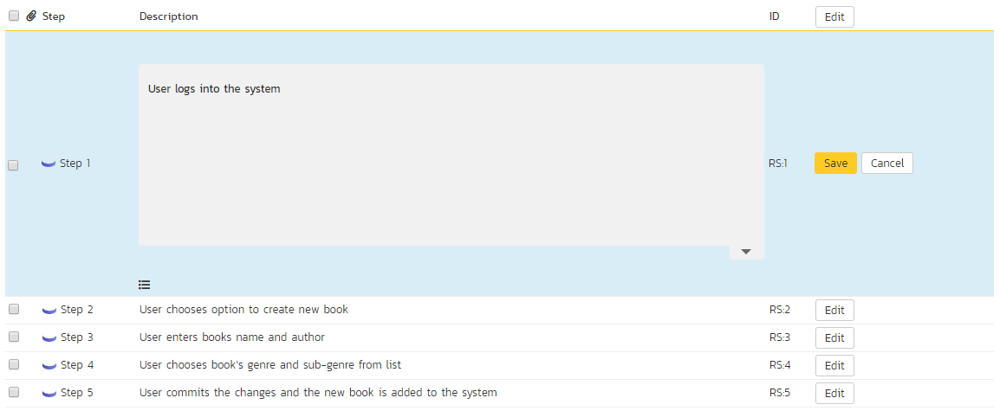 Step Description ID Edit
User logs into the system
Step 1 RS:1 Save Cancel
Step 2 User chooses option to create new book RS:2 Edit
Step 3 User enters books name and author RS:3 Edit
Step 4 User chooses book's genre and sub-genre from list RS:4 Edit
Step 5 User commits the changes and the new book is added to the system RS:5 Edit